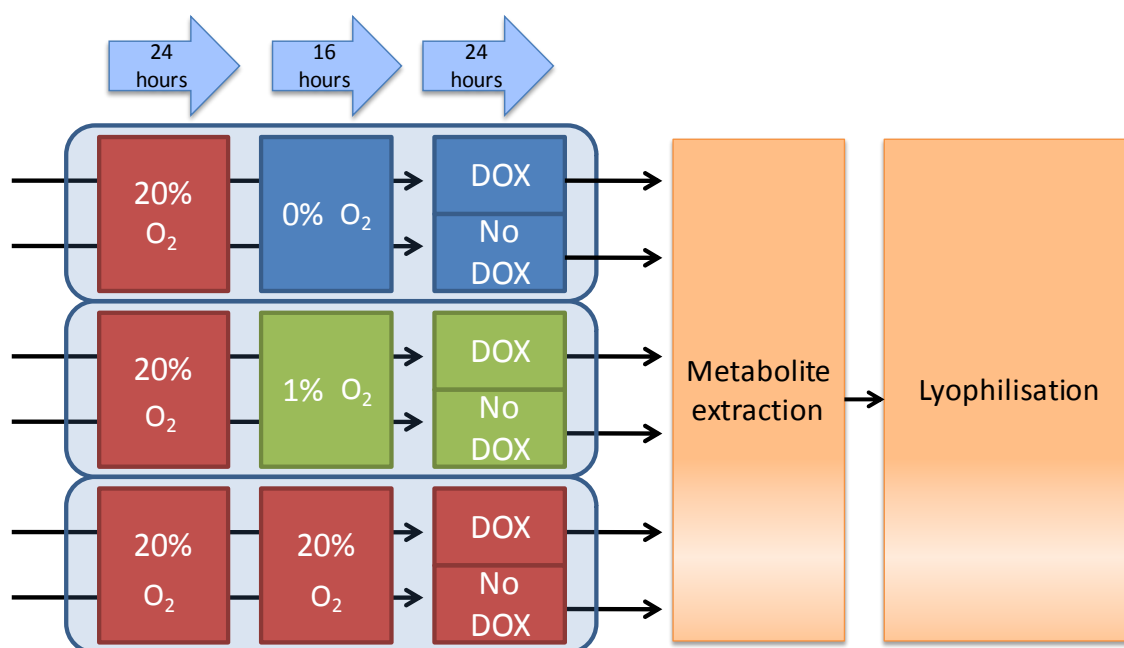 24
hours
16
hours
24
hours
20%
O₂
0% O₂
DOX
No
DOX
20%
O₂
1% O₂
DOX
No
DOX
20%
O₂
20%
O₂
DOX
No
DOX
Metabolite
extraction
Lyophilisation